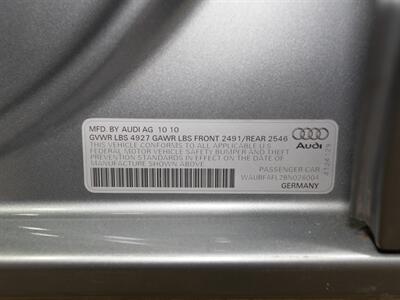 MFD. BY AUDI AG 10 10
GVWR LBS 4927 GAWR LBS FRONT 2491/REAR 2546
THIS VEHICLE CONFORMS TO ALL APPLICABLE U.S
FEDERAL MOTOR VEHICLE SAFETY BUMPER AND THEFT
PREVENTION STANDARDS IN EFFECT ON THE DATE OF
MANUFACTURE SHOWN ABOVE
Audi
PASSENGER CAR
WAUBFAFL2BN026004
GERMANY